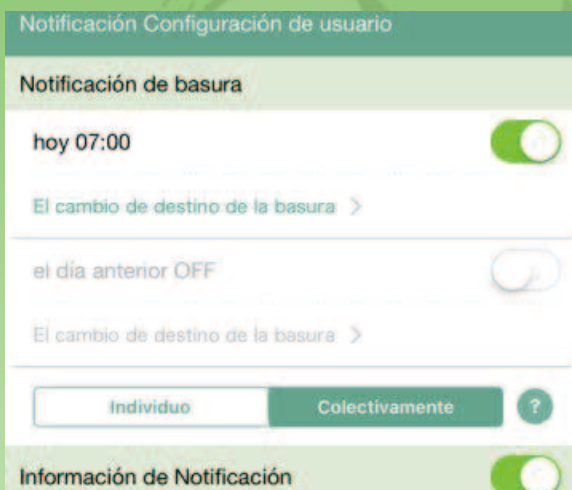 Notificación Configuración de usuario
Notificación de basura
hoy 07:00
El cambio de destino de la basura >
el día anterior OFF
El cambio de destino de la basura >
Individuo Colectivamente ?
Información de Notificación